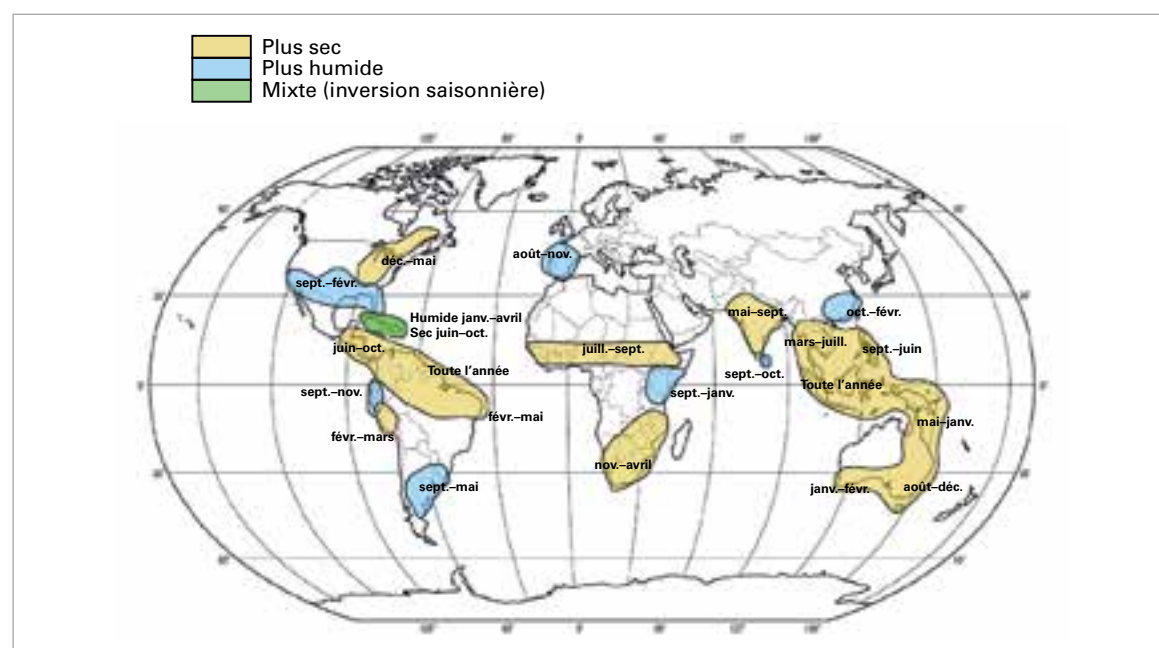 Plus sec
Plus humide
Mixte (inversion saisonnière)
déc.–mai
août–nov.
sept.–févr.
Humide janv.–avril
Sec juin–oct.
juin–oct.
Toute l’année
sept.–nov.
févr.–mai
févr.–mars
sept.–mai
juill.–sept.
sept.–janv.
nov.–avril
mai–sept.
oct.–févr.
mars–juill.
sept.–juin
sept.–oct.
Toute l’année
mai–janv.
janv.–févr.
août–déc.